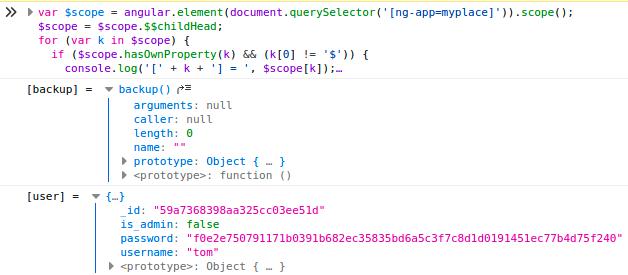 var $scope = angular.element(document.querySelector('[ng-app=myplace]')).scope();
$scope = $scope.$$childHead;
for (var k in $scope) {
if ($scope.hasOwnProperty(k) && (k[0] != '$')) {
console.log('[' + k + '] = ', $scope[k]);…
[backup] = backup()
arguments: null
caller: null
length: 0
name: ""
prototype: Object { … }
<prototype>: function ()
[user] = {…}
_id: "59a7368398aa325cc03ee51d"
is_admin: false
password: "f0e2e750791171b0391b682ec35835bd6a5c3f7c8d1d0191451ec77b4d75f240"
username: "tom"
<prototype>: Object { … }